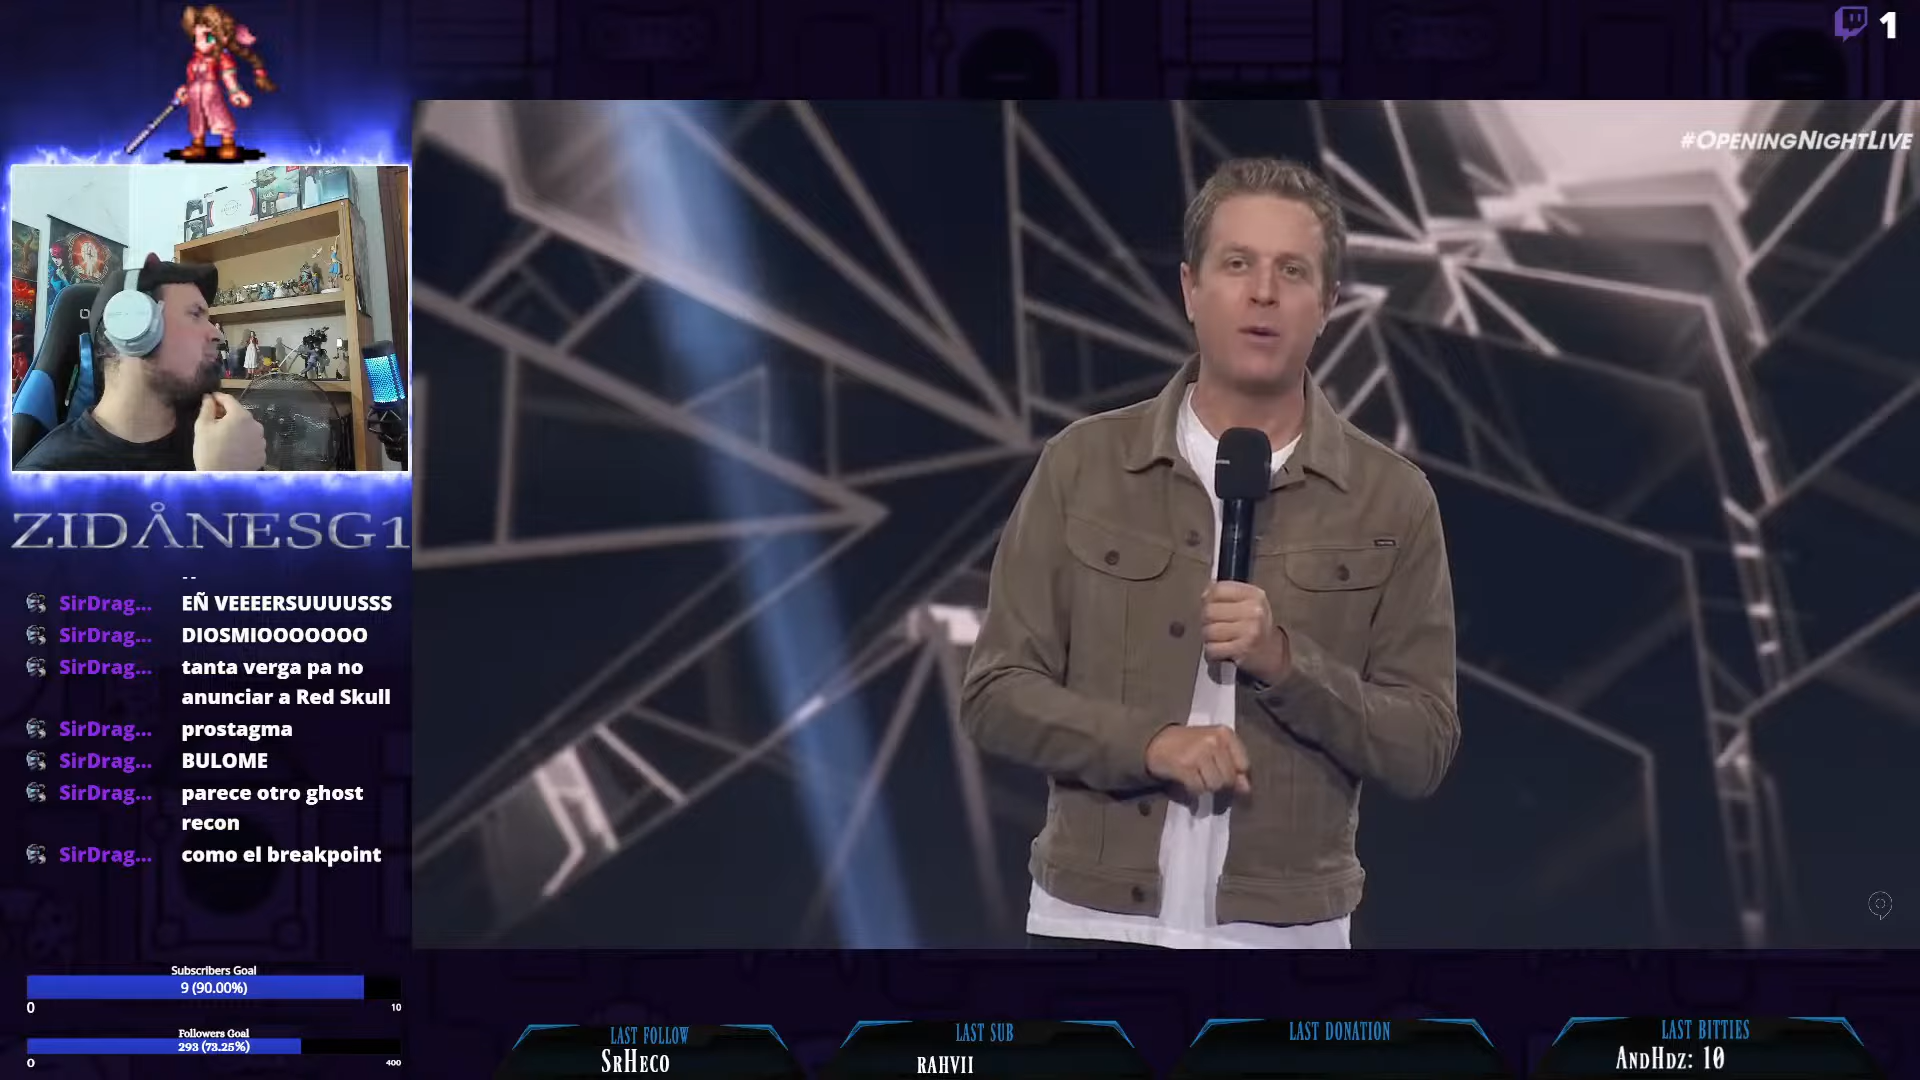 1
#OPENINGNIGHTLIVE
ZIDÅNESG1
SirDrag... EÑ VEEEERSUUUUSSS
SirDrag... DIOSMIOOOOOOO
SirDrag... tanta verga pa no
anunciar a Red Skull
SirDrag... prostagma
SirDrag... BULOME
SirDrag... parece otro ghost
recon
SirDrag... como el breakpoint
Subscribers Goal
9 (90.00%)
0 10
Followers Goal
293 (73.25%)
0 400
LAST FOLLOW
SRHECO
LAST SUB
RAHVII
LAST DONATION
LAST BITTIES
ANDHDZ: 10